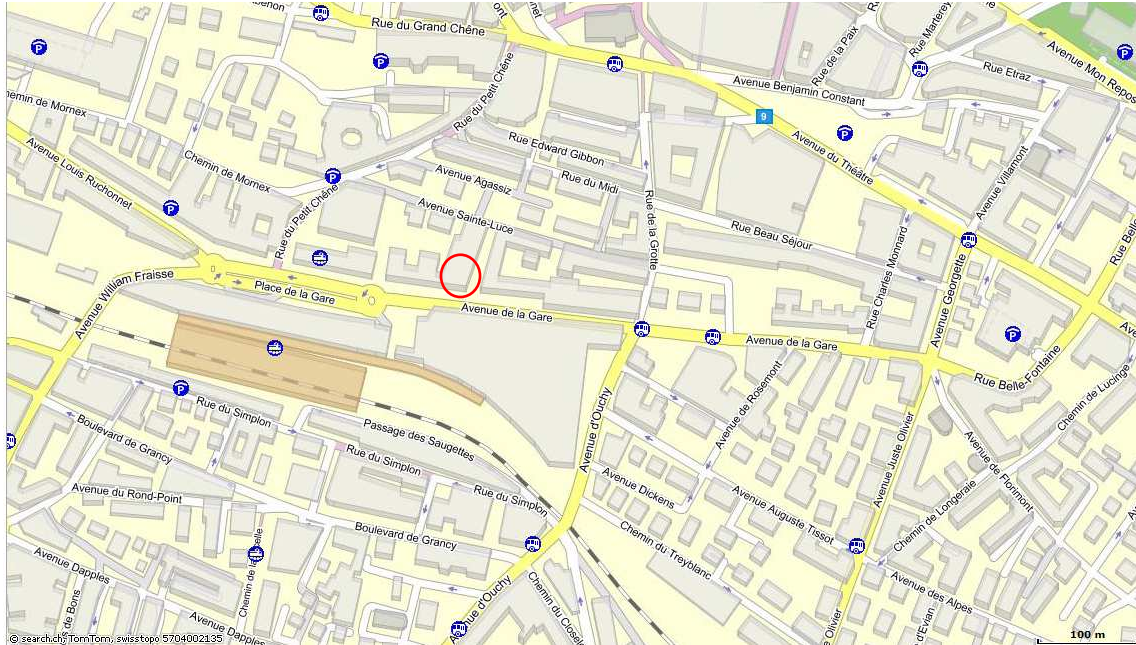 Rue du Grand Chêne
Avenue Mon Repos
Rue de la Paix
Rue Marterey
Rue Etraz
P
P
P
Avenue Benjamin Constant
Chemin de Mornex
Rue du Petit Chêne
9
P
Rue Edward Gibbon
Avenue du Théâtre
Chemin de Mornex
Avenue Louis Ruchonnet
P
Avenue Agassiz
Rue du Midi
Avenue Villamont
P
Rue du Petit Chêne
Avenue Sainte-Luce
Rue de la Grotte
Rue Beau Séjour
Rue Charles Monnard
Avenue Georgette
Avenue William Fraisse
Place de la Gare
Avenue de la Gare
Avenue de la Gare
P
Rue Belle-Fontaine
P
Rue du Simplon
Passage des Saugettes
Avenue d'Ouchy
Avenue de Rosemont
Avenue Juste Olivier
Chemin de Lucinge
Boulevard de Grancy
Rue du Simplon
Avenue de Florimont
Avenue du Rond-Point
Rue du Simplon
Avenue Dickens
Avenue Auguste Tissot
Chemin de Longeraie
Boulevard de Grancy
Chemin du Treyblanc
Avenue Dapples
Avenue des Alpes
Avenue d'Ouchy
Avenue Dapples
© search.ch, TomTom, swisstopo 5704002135
100 m